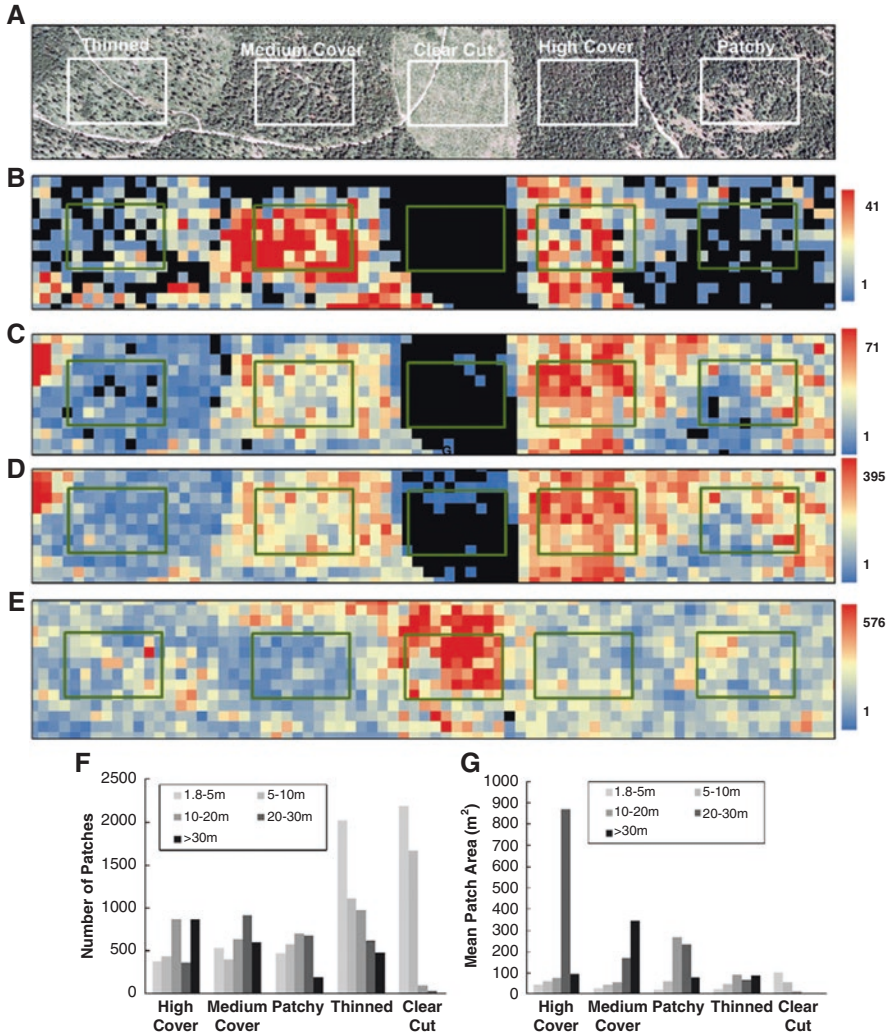 A
Thinned
Medium Cover
Clear Cut
High Cover
Patchy
B
41
1
C
71
1
G
D
395
1
E
576
1
F
2500
2000
1500
1000
500
0
Number of Patches
1.8-5m
5-10m
10-20m
20-30m
>30m
High Cover
Medium Cover
Patchy
Thinned
Clear Cut
G
1000
900
800
700
600
500
400
300
200
100
0
Mean Patch Area (m²)
1.8-5m
5-10m
10-20m
20-30m
>30m
High Cover
Medium Cover
Patchy
Thinned
Clear Cut